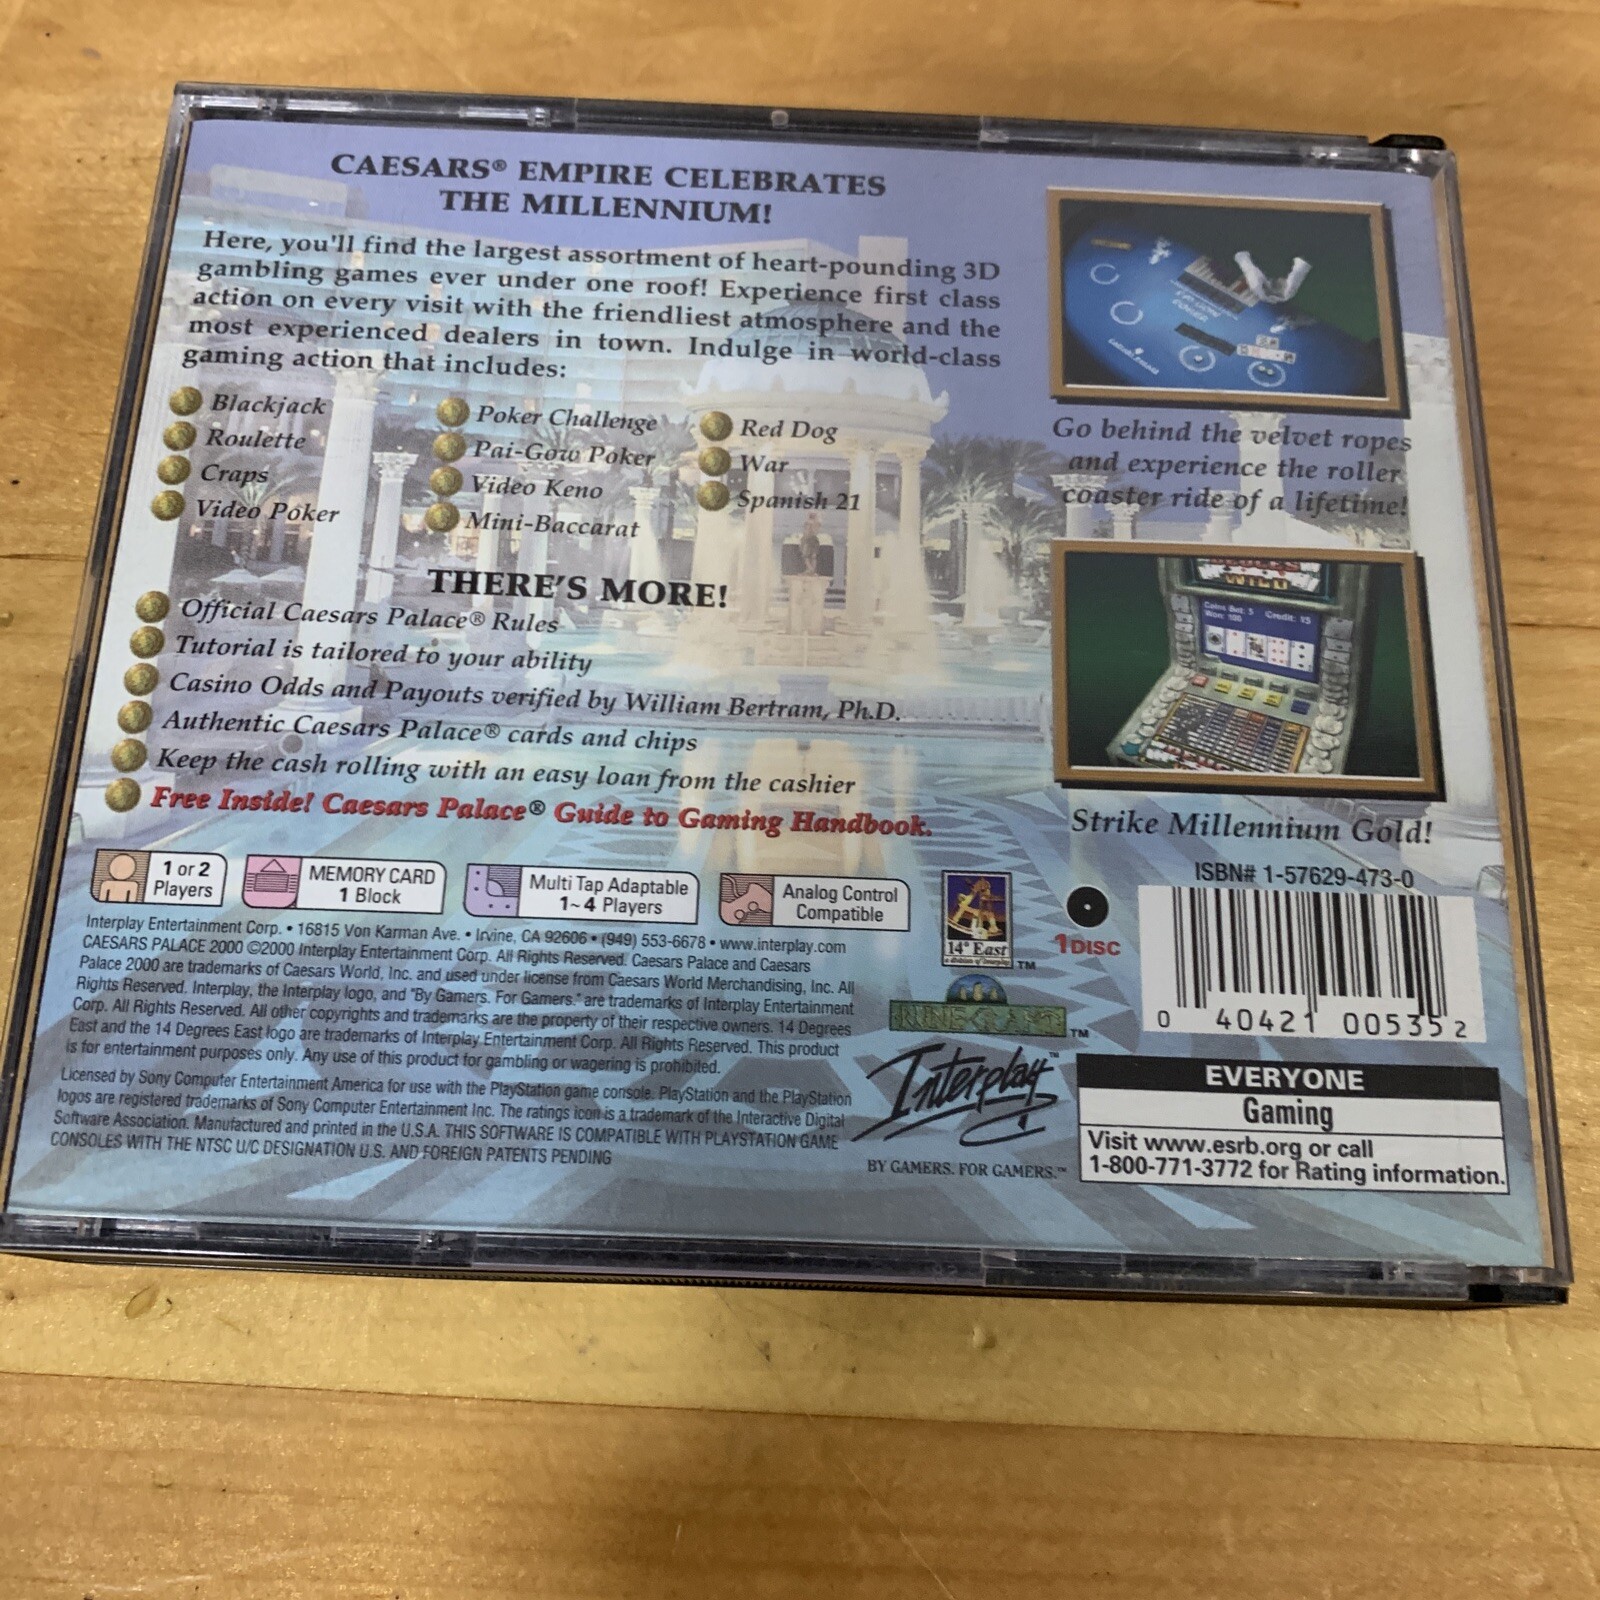 CAESARS® EMPIRE CELEBRATES
THE MILLENNIUM!
Here, you'll find the largest assortment of heart-pounding 3D
gambling games ever under one roof! Experience first class
action on every visit with the friendliest atmosphere and the
most experienced dealers in town. Indulge in world-class
gaming action that includes:
Blackjack
Roulette
Craps
Video Poker
Poker Challenge
Pai-Gow Poker
Video Keno
Mini-Baccarat
Red Dog
War
Spanish 21
THERE'S MORE!
Official Caesars Palace® Rules
Tutorial is tailored to your ability
Casino Odds and Payouts verified by William Bertram, Ph.D.
Authentic Caesars Palace® cards and chips
Keep the cash rolling with an easy loan from the cashier
Free Inside! Caesars Palace® Guide to Gaming Handbook.
Go behind the velvet ropes
and experience the roller
coaster ride of a lifetime!
WILD
Coins Bet: 5 Credit: 15
Won: 100
Strike Millennium Gold!
1 or 2
Players
MEMORY CARD
1 Block
Multi Tap Adaptable
1~4 Players
Analog Control
Compatible
14° East
a division of Interplay
TM
1 DISC
ISBN# 1-57629-473-0
0 40421 00535 2
Interplay Entertainment Corp. • 16815 Von Karman Ave. • Irvine, CA 92606 • (949) 553-6678 • www.interplay.com
CAESARS PALACE 2000 ©2000 Interplay Entertainment Corp. All Rights Reserved. Caesars Palace and Caesars
Palace 2000 are trademarks of Caesars World, Inc. and used under license from Caesars World Merchandising, Inc. All
Rights Reserved. Interplay, the Interplay logo, and "By Gamers. For Gamers." are trademarks of Interplay Entertainment
Corp. All Rights Reserved. All other copyrights and trademarks are the property of their respective owners. 14 Degrees
East and the 14 Degrees East logo are trademarks of Interplay Entertainment Corp. All Rights Reserved. This product
is for entertainment purposes only. Any use of this product for gambling or wagering is prohibited.
Licensed by Sony Computer Entertainment America for use with the PlayStation game console. PlayStation and the PlayStation
logos are registered trademarks of Sony Computer Entertainment Inc. The ratings icon is a trademark of the Interactive Digital
Software Association. Manufactured and printed in the U.S.A. THIS SOFTWARE IS COMPATIBLE WITH PLAYSTATION GAME
CONSOLES WITH THE NTSC U/C DESIGNATION U.S. AND FOREIGN PATENTS PENDING
RUNECRAFT TM
Interplay™
BY GAMERS. FOR GAMERS.™
EVERYONE
Gaming
Visit www.esrb.org or call
1-800-771-3772 for Rating information.